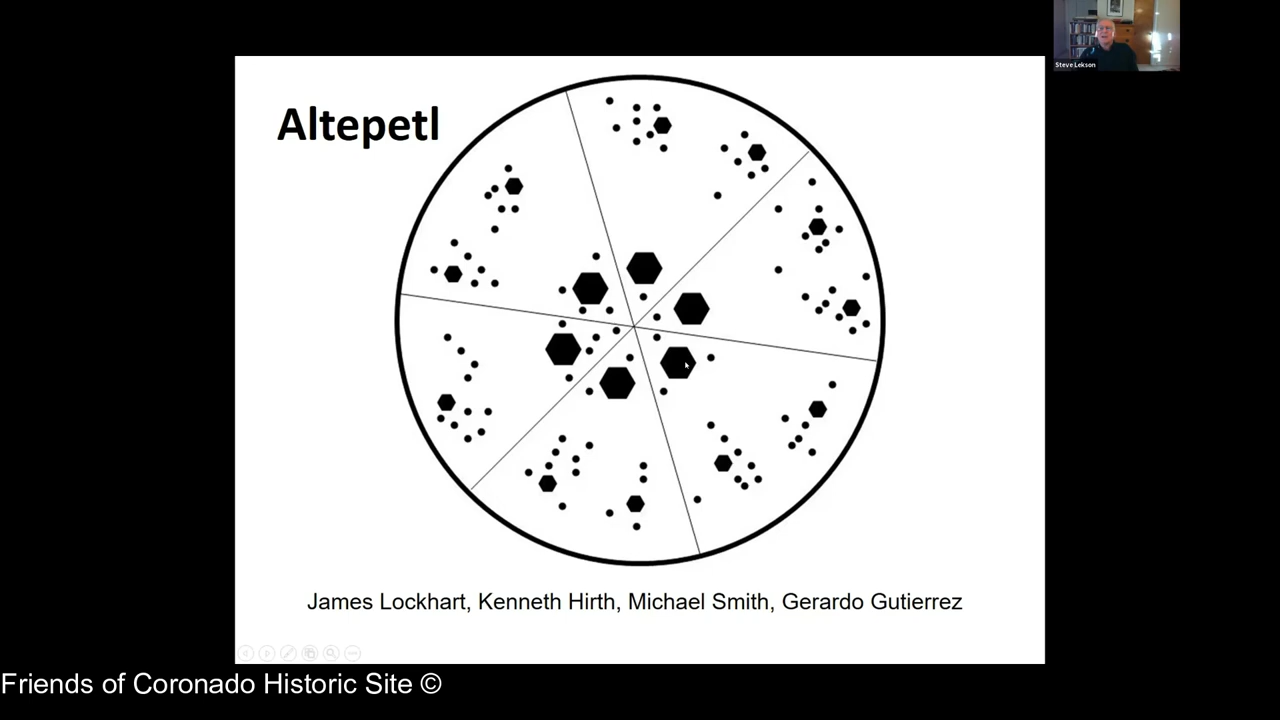 Steve Lekson
Altepetl
James Lockhart, Kenneth Hirth, Michael Smith, Gerardo Gutierrez
Friends of Coronado Historic Site ©